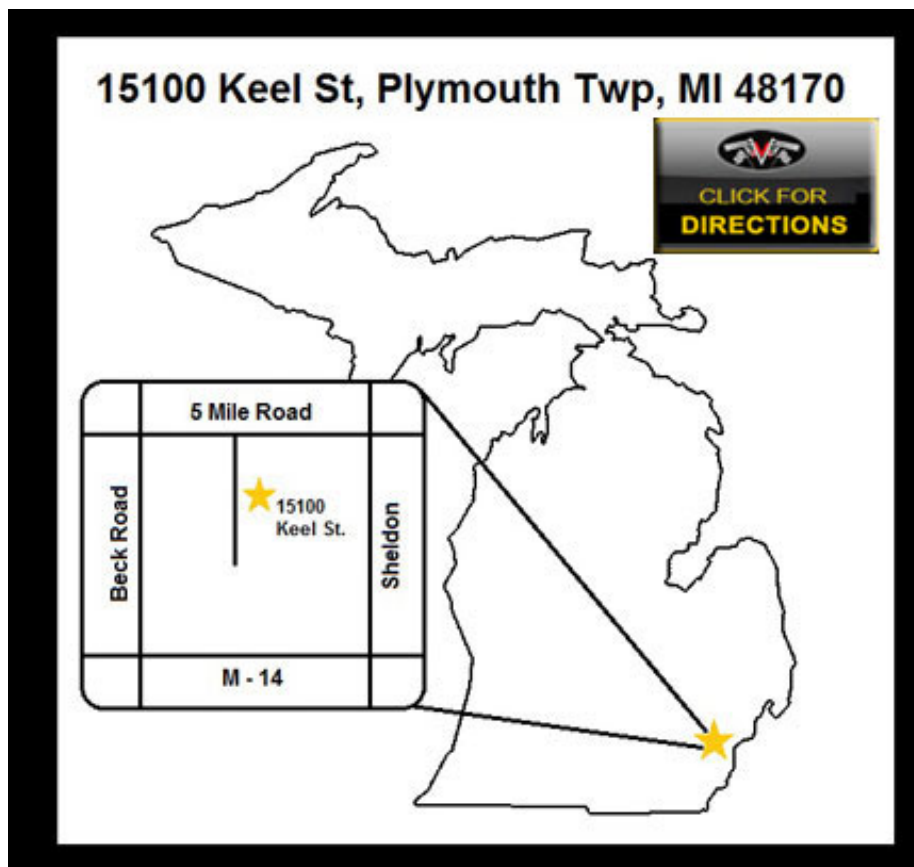 15100 Keel St, Plymouth Twp, MI 48170
CLICK FOR
DIRECTIONS
5 Mile Road
Beck Road
15100
Keel St.
Sheldon
M - 14